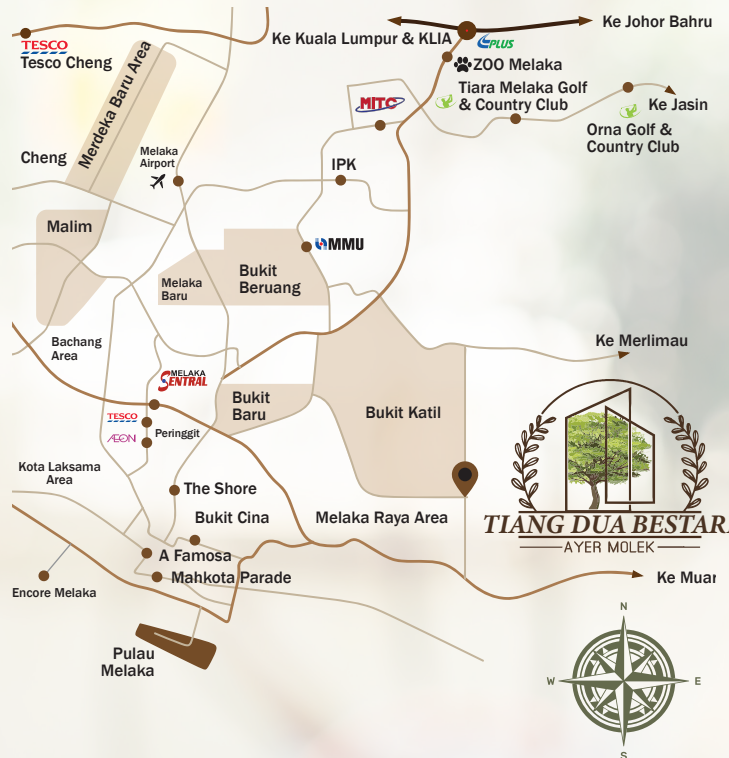 Ke Johor Bahru
Ke Kuala Lumpur & KLIA
PLUS
TESCO
Tesco Cheng
ZOO Melaka
Merdeka Baru Area
Tiara Melaka Golf
& Country Club
MITC
Ke Jasin
Orna Golf &
Country Club
Cheng
Melaka
Airport
IPK
Malim
MMU
Bukit
Beruang
Melaka
Baru
Bachang
Area
Ke Merlimau
MELAKA
SENTRAL
Bukit
Baru
Bukit Katil
TESCO
AEON
Peringgit
Kota Laksama
Area
The Shore
Bukit Cina
Melaka Raya Area
TIANG DUA BESTAR
AYER MOLEK
A Famosa
Mahkota Parade
Ke Muar
Encore Melaka
Pulau
Melaka
N
W
E
S